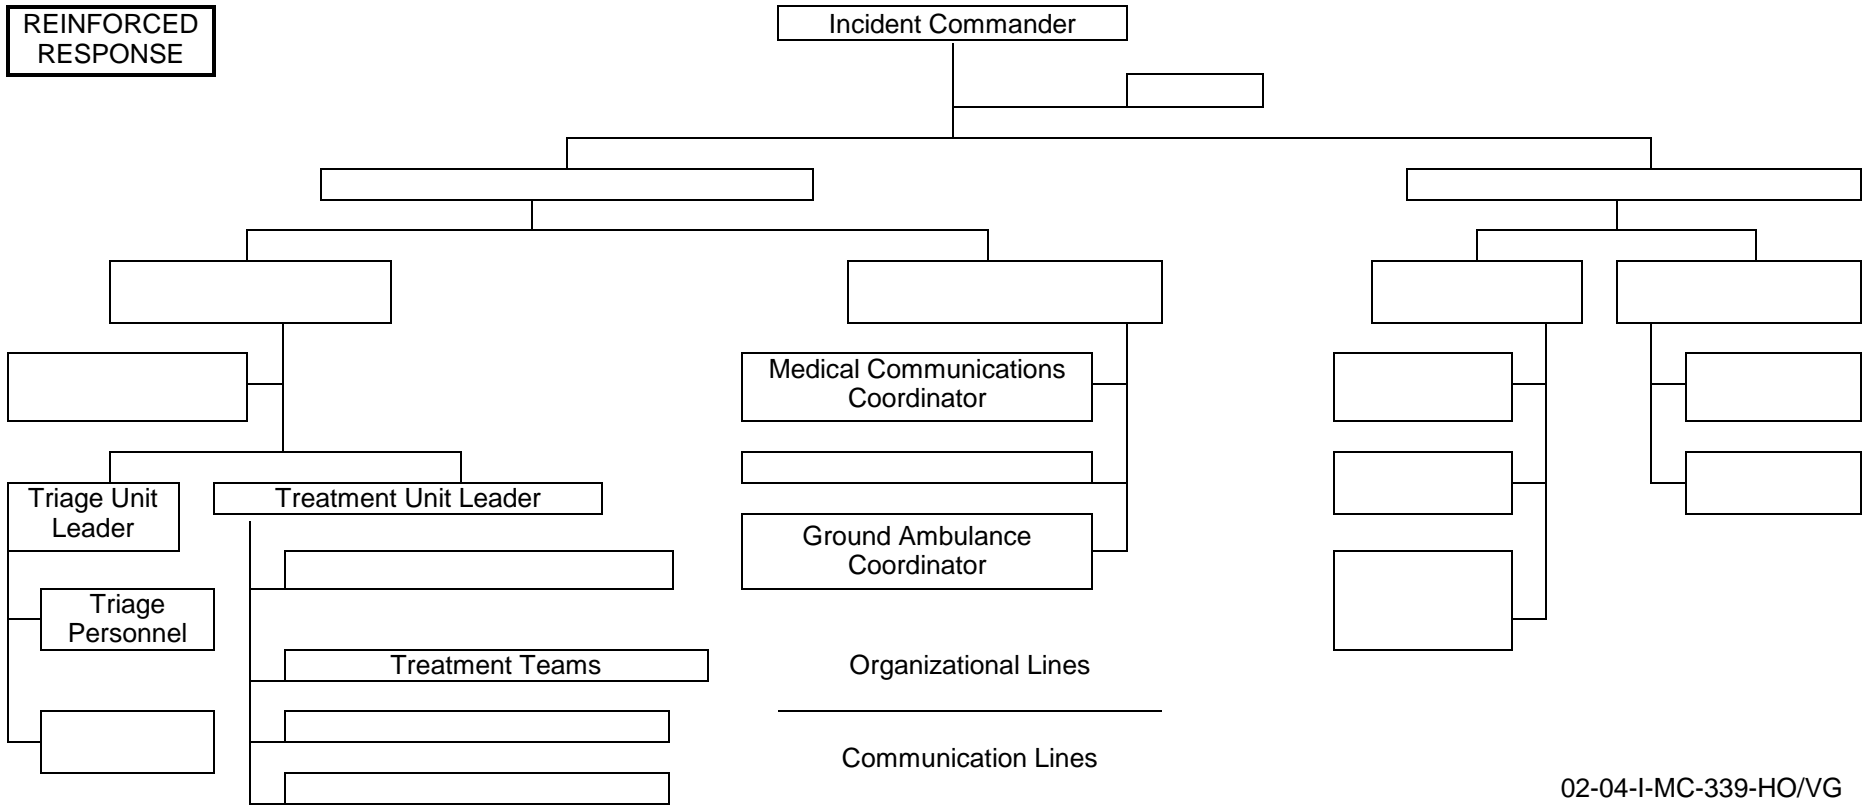 REINFORCED
RESPONSE
Incident Commander
Medical Communications
Coordinator
Triage Unit
Leader
Treatment Unit Leader
Ground Ambulance
Coordinator
Triage
Personnel
Treatment Teams
Organizational Lines
Communication Lines
02-04-I-MC-339-HO/VG